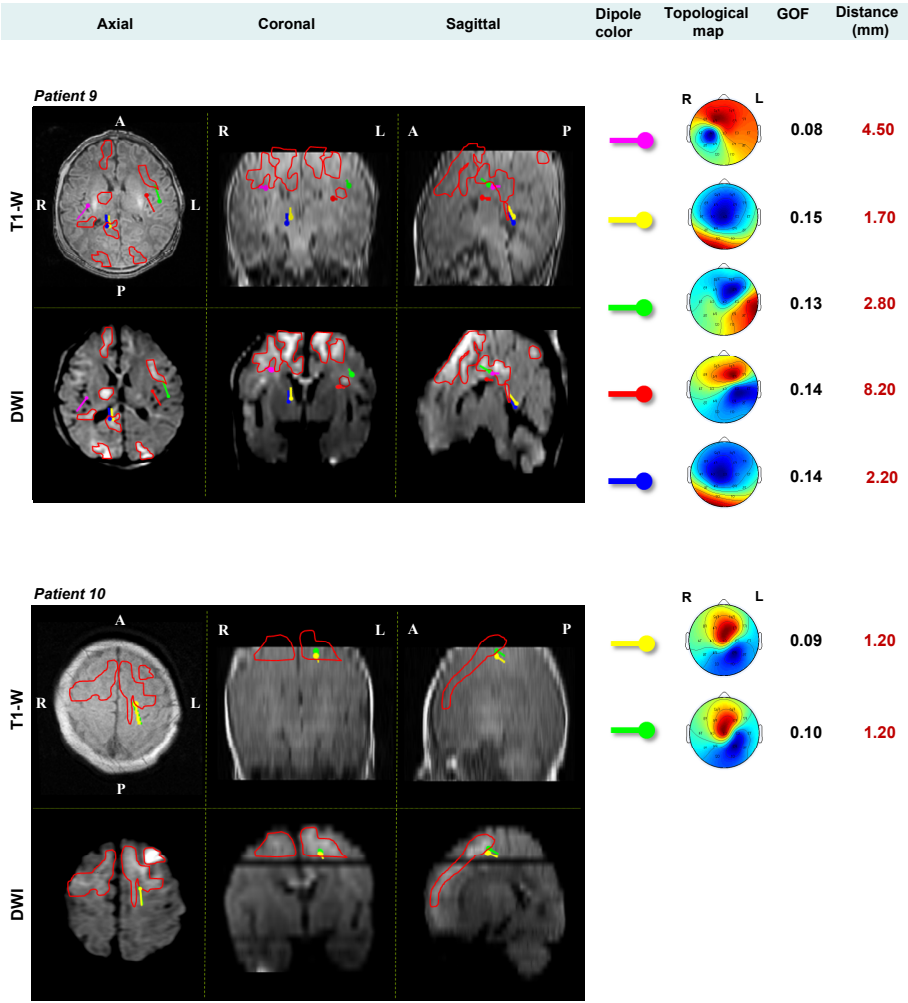 Axial Coronal Sagittal Dipole color Topological map GOF Distance (mm)
Patient 9
R L
A
R L A P
T1-W
R L
P
0.08 4.50
0.15 1.70
0.13 2.80
DWI
0.14 8.20
0.14 2.20
Patient 10
R L
A
R L A P
T1-W
R L
P
0.09 1.20
0.10 1.20
DWI